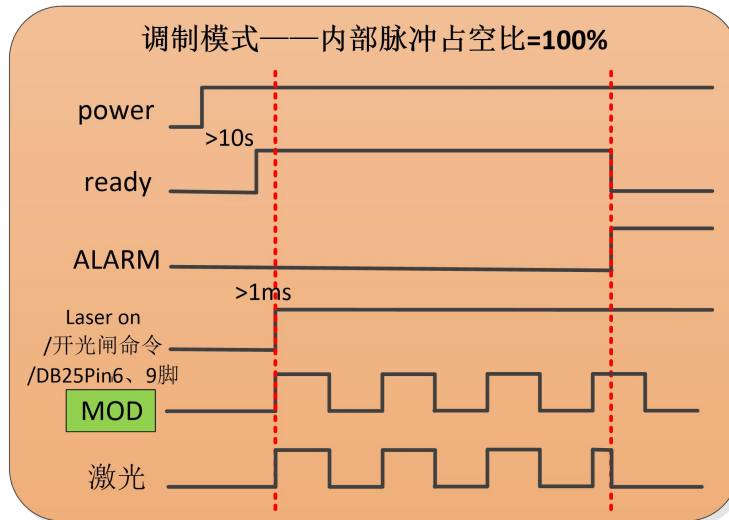 调制模式——内部脉冲占空比=100%
power
>10s
ready
ALARM
>1ms
Laser on
/开光闸命令
/DB25Pin6、9脚
MOD
激光